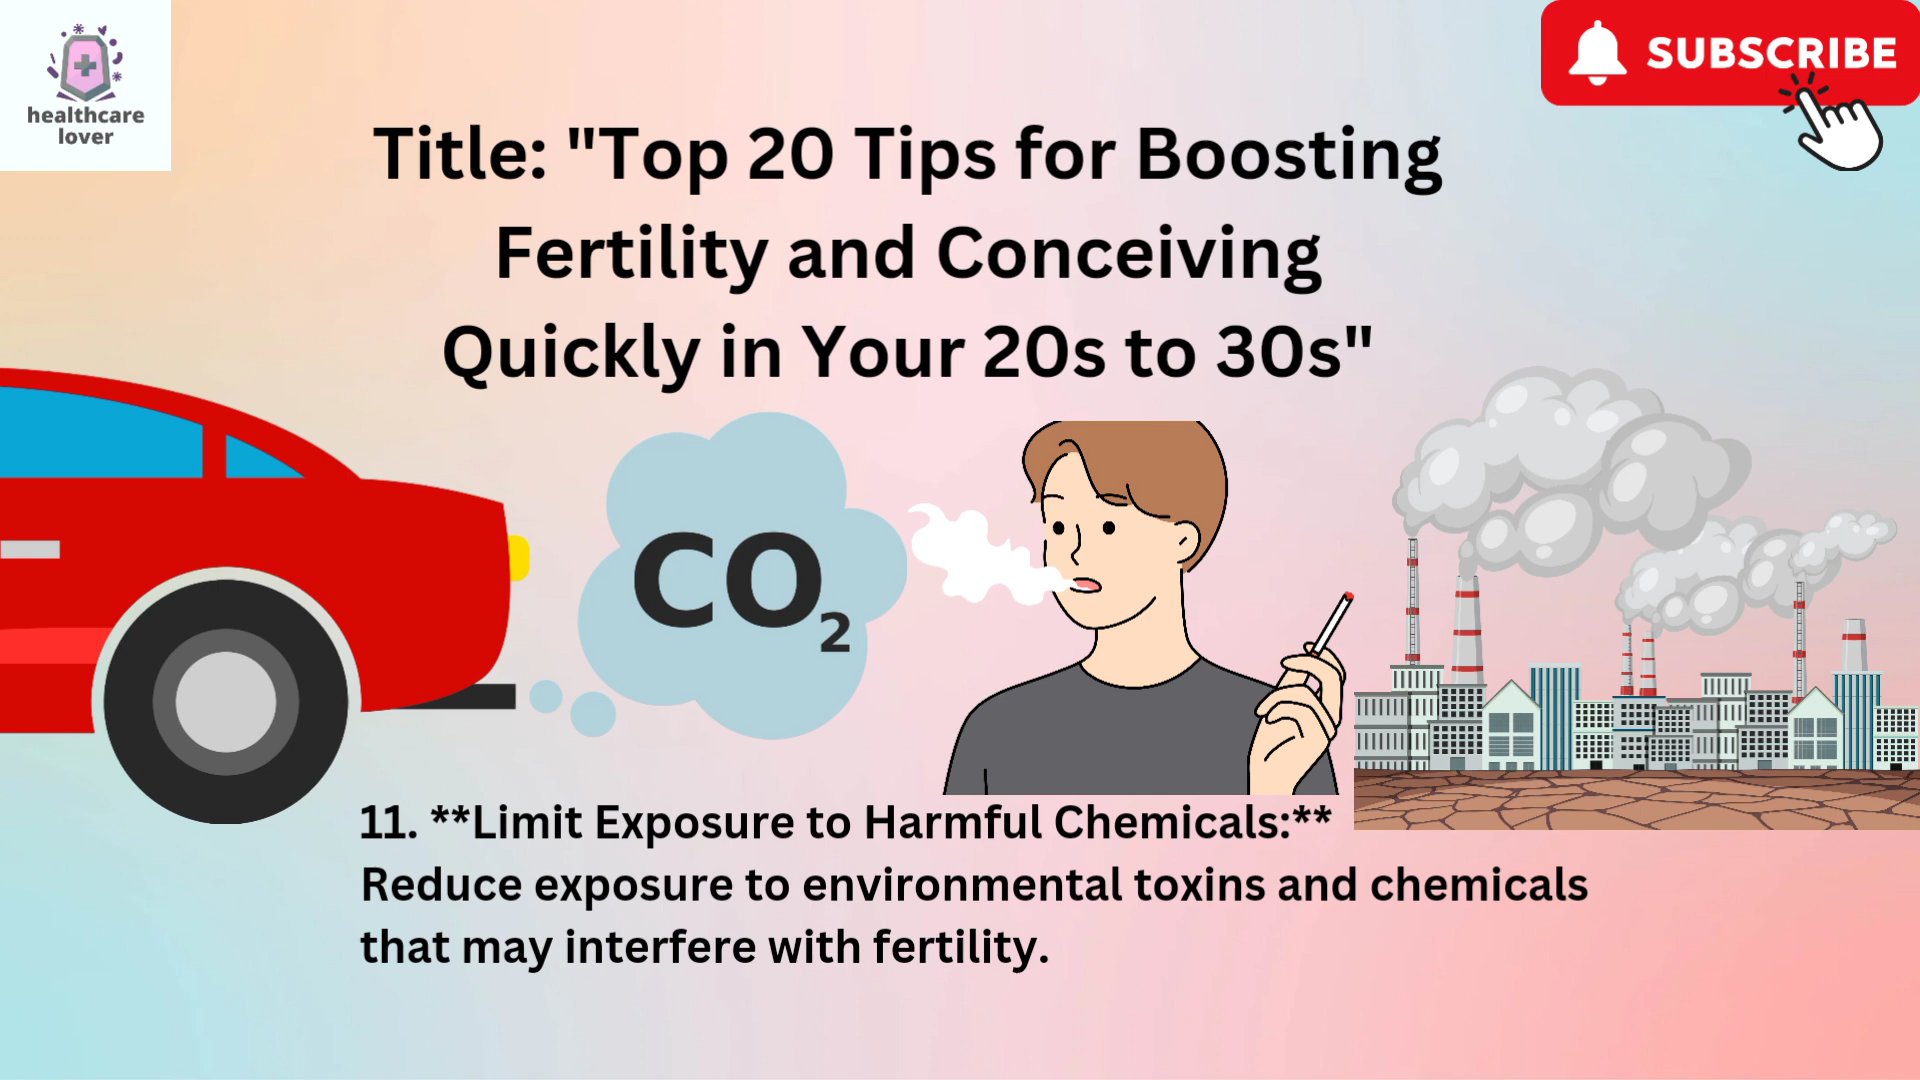 healthcare
lover
SUBSCRIBE
Title: "Top 20 Tips for Boosting
Fertility and Conceiving
Quickly in Your 20s to 30s"
CO₂
11. **Limit Exposure to Harmful Chemicals:**
Reduce exposure to environmental toxins and chemicals
that may interfere with fertility.